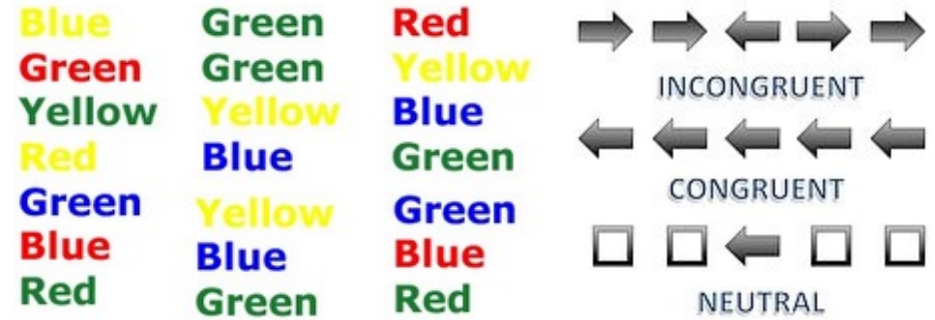 Blue Green Red
Green Green Yellow
Yellow Yellow Blue
Red Blue Green
Green Yellow Green
Blue Blue Blue
Red Green Red
INCONGRUENT
CONGRUENT
NEUTRAL